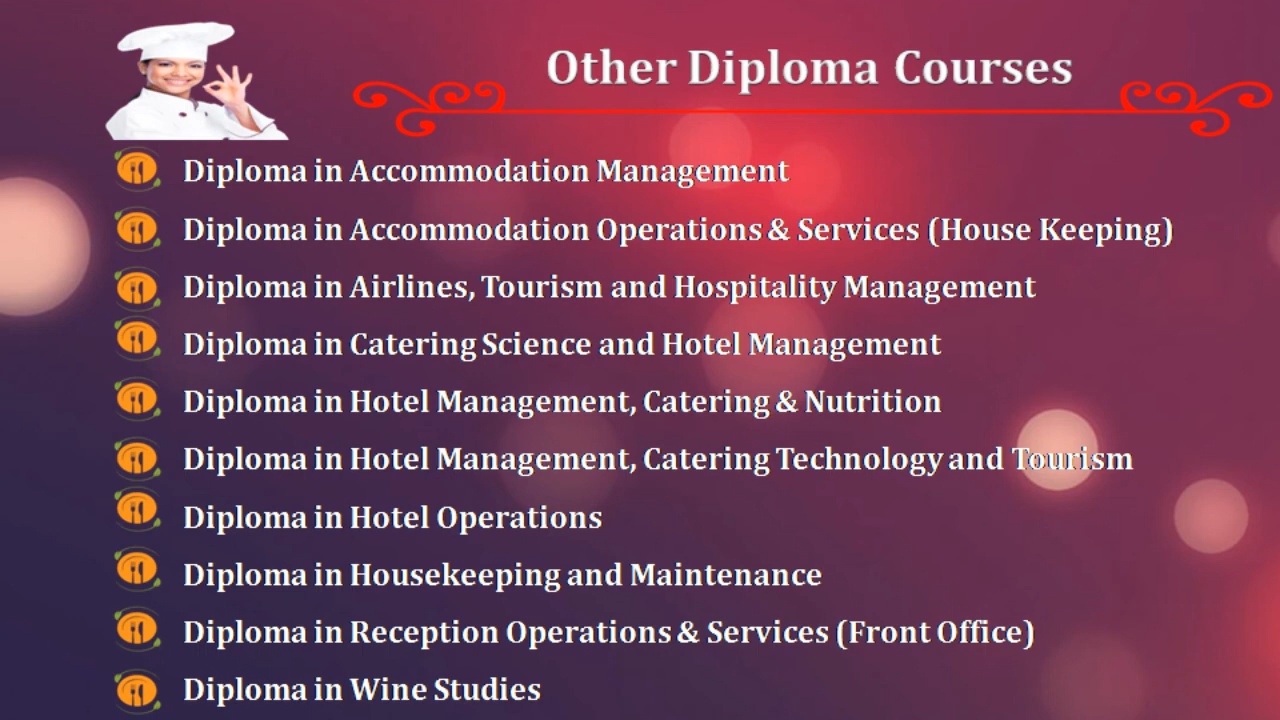 Other Diploma Courses
Diploma in Accommodation Management
Diploma in Accommodation Operations & Services (House Keeping)
Diploma in Airlines, Tourism and Hospitality Management
Diploma in Catering Science and Hotel Management
Diploma in Hotel Management, Catering & Nutrition
Diploma in Hotel Management, Catering Technology and Tourism
Diploma in Hotel Operations
Diploma in Housekeeping and Maintenance
Diploma in Reception Operations & Services (Front Office)
Diploma in Wine Studies